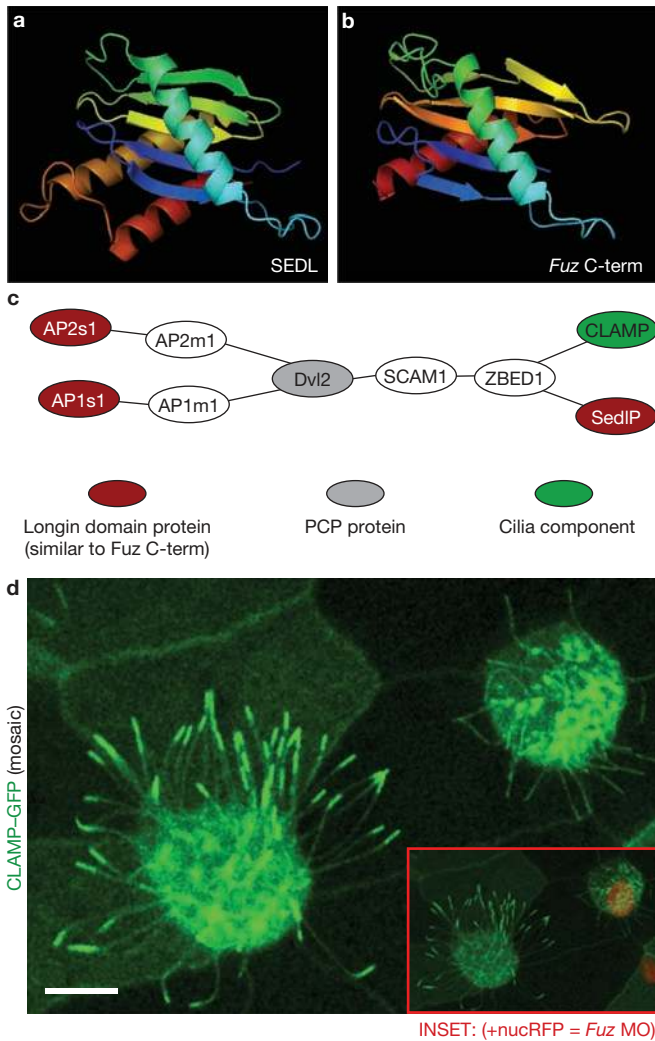 a
SEDL
b
Fuz C-term
c
AP2s1
AP2m1
AP1s1
AP1m1
Dvl2
SCAM1
ZBED1
CLAMP
SedlP
Longin domain protein
(similar to Fuz C-term)
PCP protein
Cilia component
d
CLAMP–GFP (mosaic)
INSET: (+nucRFP = Fuz MO)